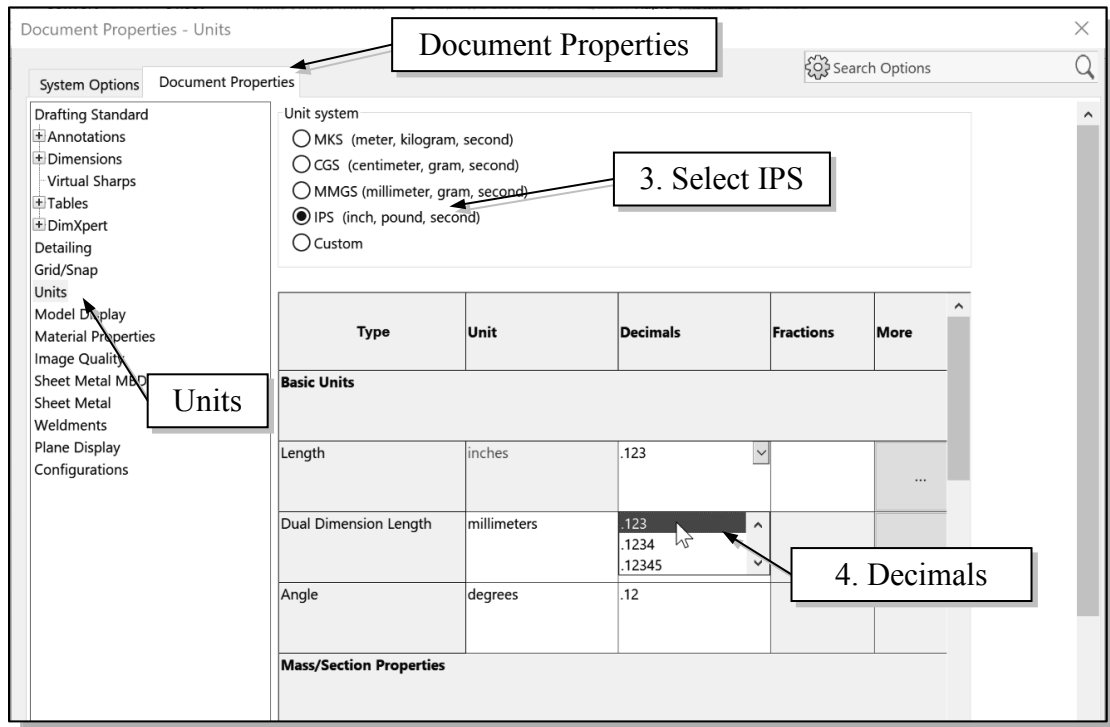 Document Properties - Units
Document Properties
Search Options
System Options
Document Properties
Drafting Standard
Annotations
Dimensions
Virtual Sharps
Tables
DimXpert
Detailing
Grid/Snap
Units
Model Display
Material Properties
Image Quality
Sheet Metal MBD
Sheet Metal
Weldments
Plane Display
Configurations
Units
Unit system
MKS (meter, kilogram, second)
CGS (centimeter, gram, second)
MMGS (millimeter, gram, second)
IPS (inch, pound, second)
Custom
3. Select IPS
Type Unit Decimals Fractions More
Basic Units
Length inches .123 ...
Dual Dimension Length millimeters .123
.1234
.12345
4. Decimals
Angle degrees .12
Mass/Section Properties